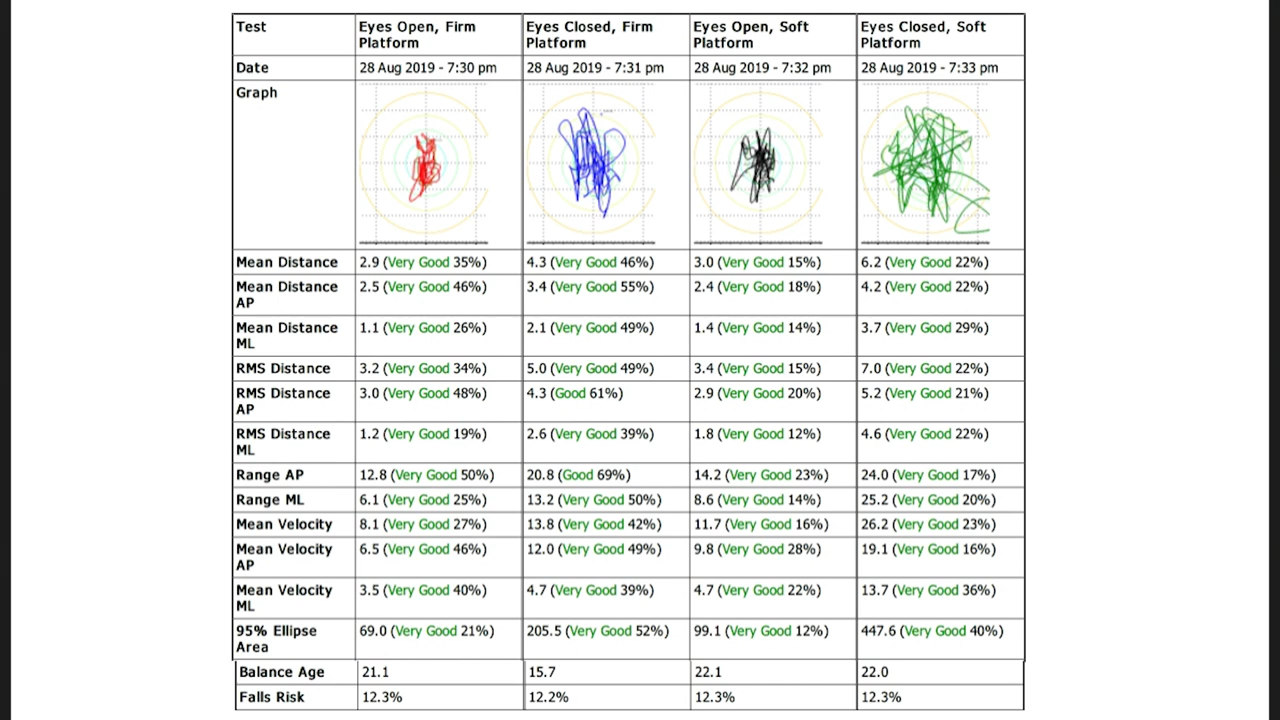 Test Eyes Open, Firm Platform Eyes Closed, Firm Platform Eyes Open, Soft Platform Eyes Closed, Soft Platform
Date 28 Aug 2019 - 7:30 pm 28 Aug 2019 - 7:31 pm 28 Aug 2019 - 7:32 pm 28 Aug 2019 - 7:33 pm
Graph
Mean Distance 2.9 (Very Good 35%) 4.3 (Very Good 46%) 3.0 (Very Good 15%) 6.2 (Very Good 22%)
Mean Distance AP 2.5 (Very Good 46%) 3.4 (Very Good 55%) 2.4 (Very Good 18%) 4.2 (Very Good 22%)
Mean Distance ML 1.1 (Very Good 26%) 2.1 (Very Good 49%) 1.4 (Very Good 14%) 3.7 (Very Good 29%)
RMS Distance 3.2 (Very Good 34%) 5.0 (Very Good 49%) 3.4 (Very Good 15%) 7.0 (Very Good 22%)
RMS Distance AP 3.0 (Very Good 48%) 4.3 (Good 61%) 2.9 (Very Good 20%) 5.2 (Very Good 21%)
RMS Distance ML 1.2 (Very Good 19%) 2.6 (Very Good 39%) 1.8 (Very Good 12%) 4.6 (Very Good 22%)
Range AP 12.8 (Very Good 50%) 20.8 (Good 69%) 14.2 (Very Good 23%) 24.0 (Very Good 17%)
Range ML 6.1 (Very Good 25%) 13.2 (Very Good 50%) 8.6 (Very Good 14%) 25.2 (Very Good 20%)
Mean Velocity 8.1 (Very Good 27%) 13.8 (Very Good 42%) 11.7 (Very Good 16%) 26.2 (Very Good 23%)
Mean Velocity AP 6.5 (Very Good 46%) 12.0 (Very Good 49%) 9.8 (Very Good 28%) 19.1 (Very Good 16%)
Mean Velocity ML 3.5 (Very Good 40%) 4.7 (Very Good 39%) 4.7 (Very Good 22%) 13.7 (Very Good 36%)
95% Ellipse Area 69.0 (Very Good 21%) 205.5 (Very Good 52%) 99.1 (Very Good 12%) 447.6 (Very Good 40%)
Balance Age 21.1 15.7 22.1 22.0
Falls Risk 12.3% 12.2% 12.3% 12.3%